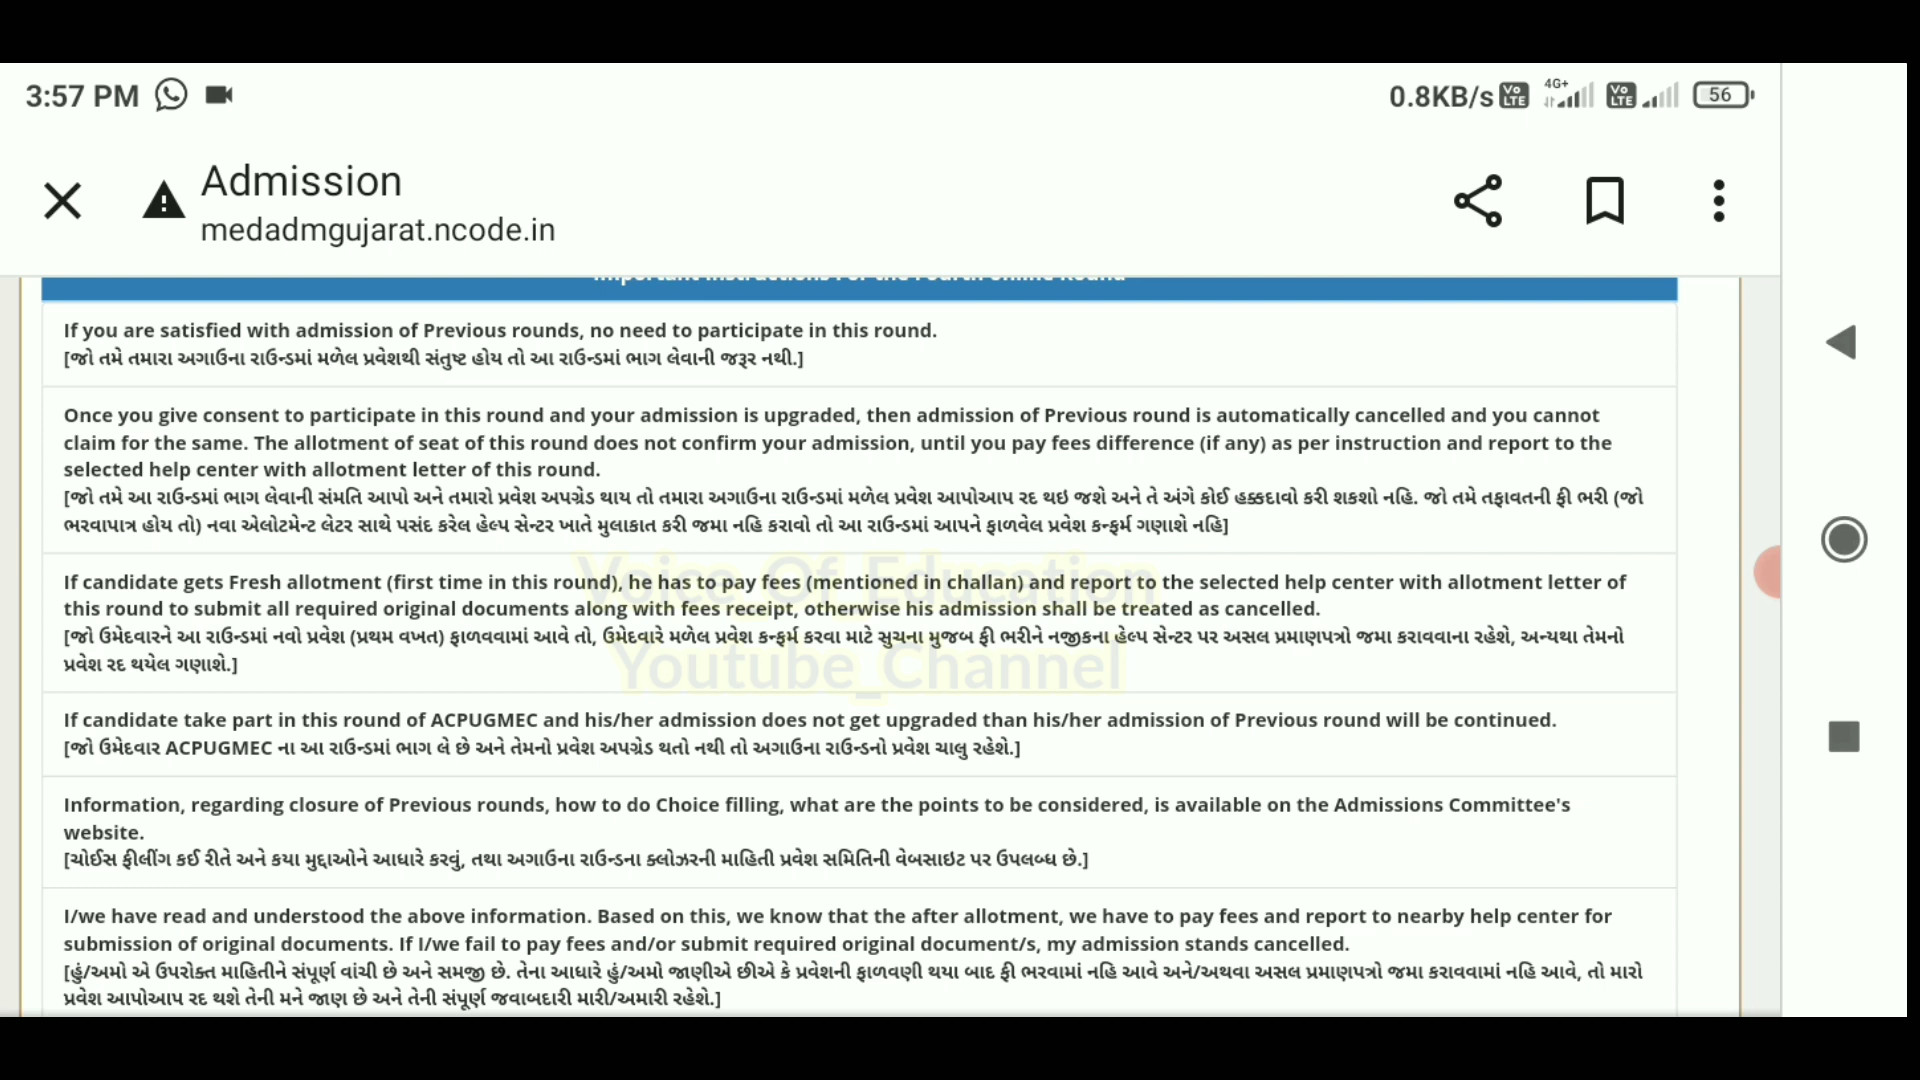 3:57 PM 0.8KB/s Vo LTE 4G+ Vo LTE 56
Admission
medadmgujarat.ncode.in
Important Instructions For the Fourth Online Round
If you are satisfied with admission of Previous rounds, no need to participate in this round.
[જો તમે તમારા અગાઉના રાઉન્ડમાં મળેલ પ્રવેશથી સંતુષ્ટ હોય તો આ રાઉન્ડમાં ભાગ લેવાની જરૂર નથી.]
Once you give consent to participate in this round and your admission is upgraded, then admission of Previous round is automatically cancelled and you cannot
claim for the same. The allotment of seat of this round does not confirm your admission, until you pay fees difference (if any) as per instruction and report to the
selected help center with allotment letter of this round.
[જો તમે આ રાઉન્ડમાં ભાગ લેવાની સંમતિ આપો અને તમારો પ્રવેશ અપગ્રેડ થાય તો તમારા અગાઉના રાઉન્ડમાં મળેલ પ્રવેશ આપોઆપ રદ થઇ જશે અને તે અંગે કોઈ હક્કદાવો કરી શકશો નહિ. જો તમે તફાવતની ફી ભરી (જો
ભરવાપાત્ર હોય તો) નવા એલોટમેન્ટ લેટર સાથે પસંદ કરેલ હેલ્પ સેન્ટર ખાતે મુલાકાત કરી જમા નહિ કરાવો તો આ રાઉન્ડમાં આપને ફાળવેલ પ્રવેશ કન્ફર્મ ગણાશે નહિ]
If candidate gets Fresh allotment (first time in this round), he has to pay fees (mentioned in challan) and report to the selected help center with allotment letter of
this round to submit all required original documents along with fees receipt, otherwise his admission shall be treated as cancelled.
[જો ઉમેદવારને આ રાઉન્ડમાં નવો પ્રવેશ (પ્રથમ વખત) ફાળવવામાં આવે તો, ઉમેદવારે મળેલ પ્રવેશ કન્ફર્મ કરવા માટે સુચના મુજબ ફી ભરીને નજીકના હેલ્પ સેન્ટર પર અસલ પ્રમાણપત્રો જમા કરાવવાના રહેશે, અન્યથા તેમનો
પ્રવેશ રદ થયેલ ગણાશે.]
Voice_Of_Education
Youtube_Channel
If candidate take part in this round of ACPUGMEC and his/her admission does not get upgraded than his/her admission of Previous round will be continued.
[જો ઉમેદવાર ACPUGMEC ના આ રાઉન્ડમાં ભાગ લે છે અને તેમનો પ્રવેશ અપગ્રેડ થતો નથી તો અગાઉના રાઉન્ડનો પ્રવેશ ચાલુ રહેશે.]
Information, regarding closure of Previous rounds, how to do Choice filling, what are the points to be considered, is available on the Admissions Committee's
website.
[ચોઈસ ફીલીંગ કઈ રીતે અને કયા મુદ્દાઓને આધારે કરવું, તથા અગાઉના રાઉન્ડના ક્લોઝરની માહિતી પ્રવેશ સમિતિની વેબસાઇટ પર ઉપલબ્ધ છે.]
I/we have read and understood the above information. Based on this, we know that the after allotment, we have to pay fees and report to nearby help center for
submission of original documents. If I/we fail to pay fees and/or submit required original document/s, my admission stands cancelled.
[હું/અમો એ ઉપરોક્ત માહિતીને સંપૂર્ણ વાંચી છે અને સમજી છે. તેના આધારે હું/અમો જાણીએ છીએ કે પ્રવેશની ફાળવણી થયા બાદ ફી ભરવામાં નહિ આવે અને/અથવા અસલ પ્રમાણપત્રો જમા કરાવવામાં નહિ આવે, તો મારો
પ્રવેશ આપોઆપ રદ થશે તેની મને જાણ છે અને તેની સંપૂર્ણ જવાબદારી મારી/અમારી રહેશે.]